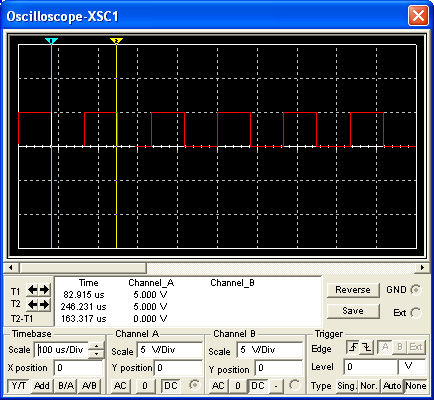 Oscilloscope-XSC1
1 2
Time Channel_A Channel_B
T1 82.915 us 5.000 V
T2 246.231 us 5.000 V
T2-T1 163.317 us 0.000 V
Reverse GND
Save Ext
Timebase
Scale 100 us/Div
X position 0
Y/T Add B/A A/B
Channel A
Scale 5 V/Div
Y position 0
AC 0 DC
Channel B
Scale 5 V/Div
Y position 0
AC 0 DC -
Trigger
Edge A B Ext
Level 0 V
Type Sing. Nor. Auto None